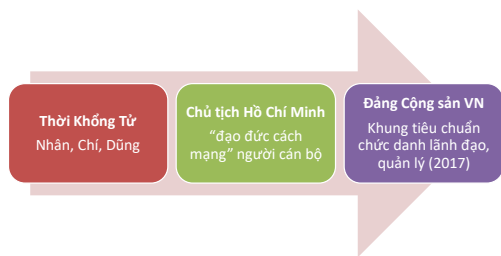 Thời Khổng Tử
Nhân, Chí, Dũng
Chủ tịch Hồ Chí Minh
“đạo đức cách
mạng” người cán bộ
Đảng Cộng sản VN
Khung tiêu chuẩn
chức danh lãnh đạo,
quản lý (2017)